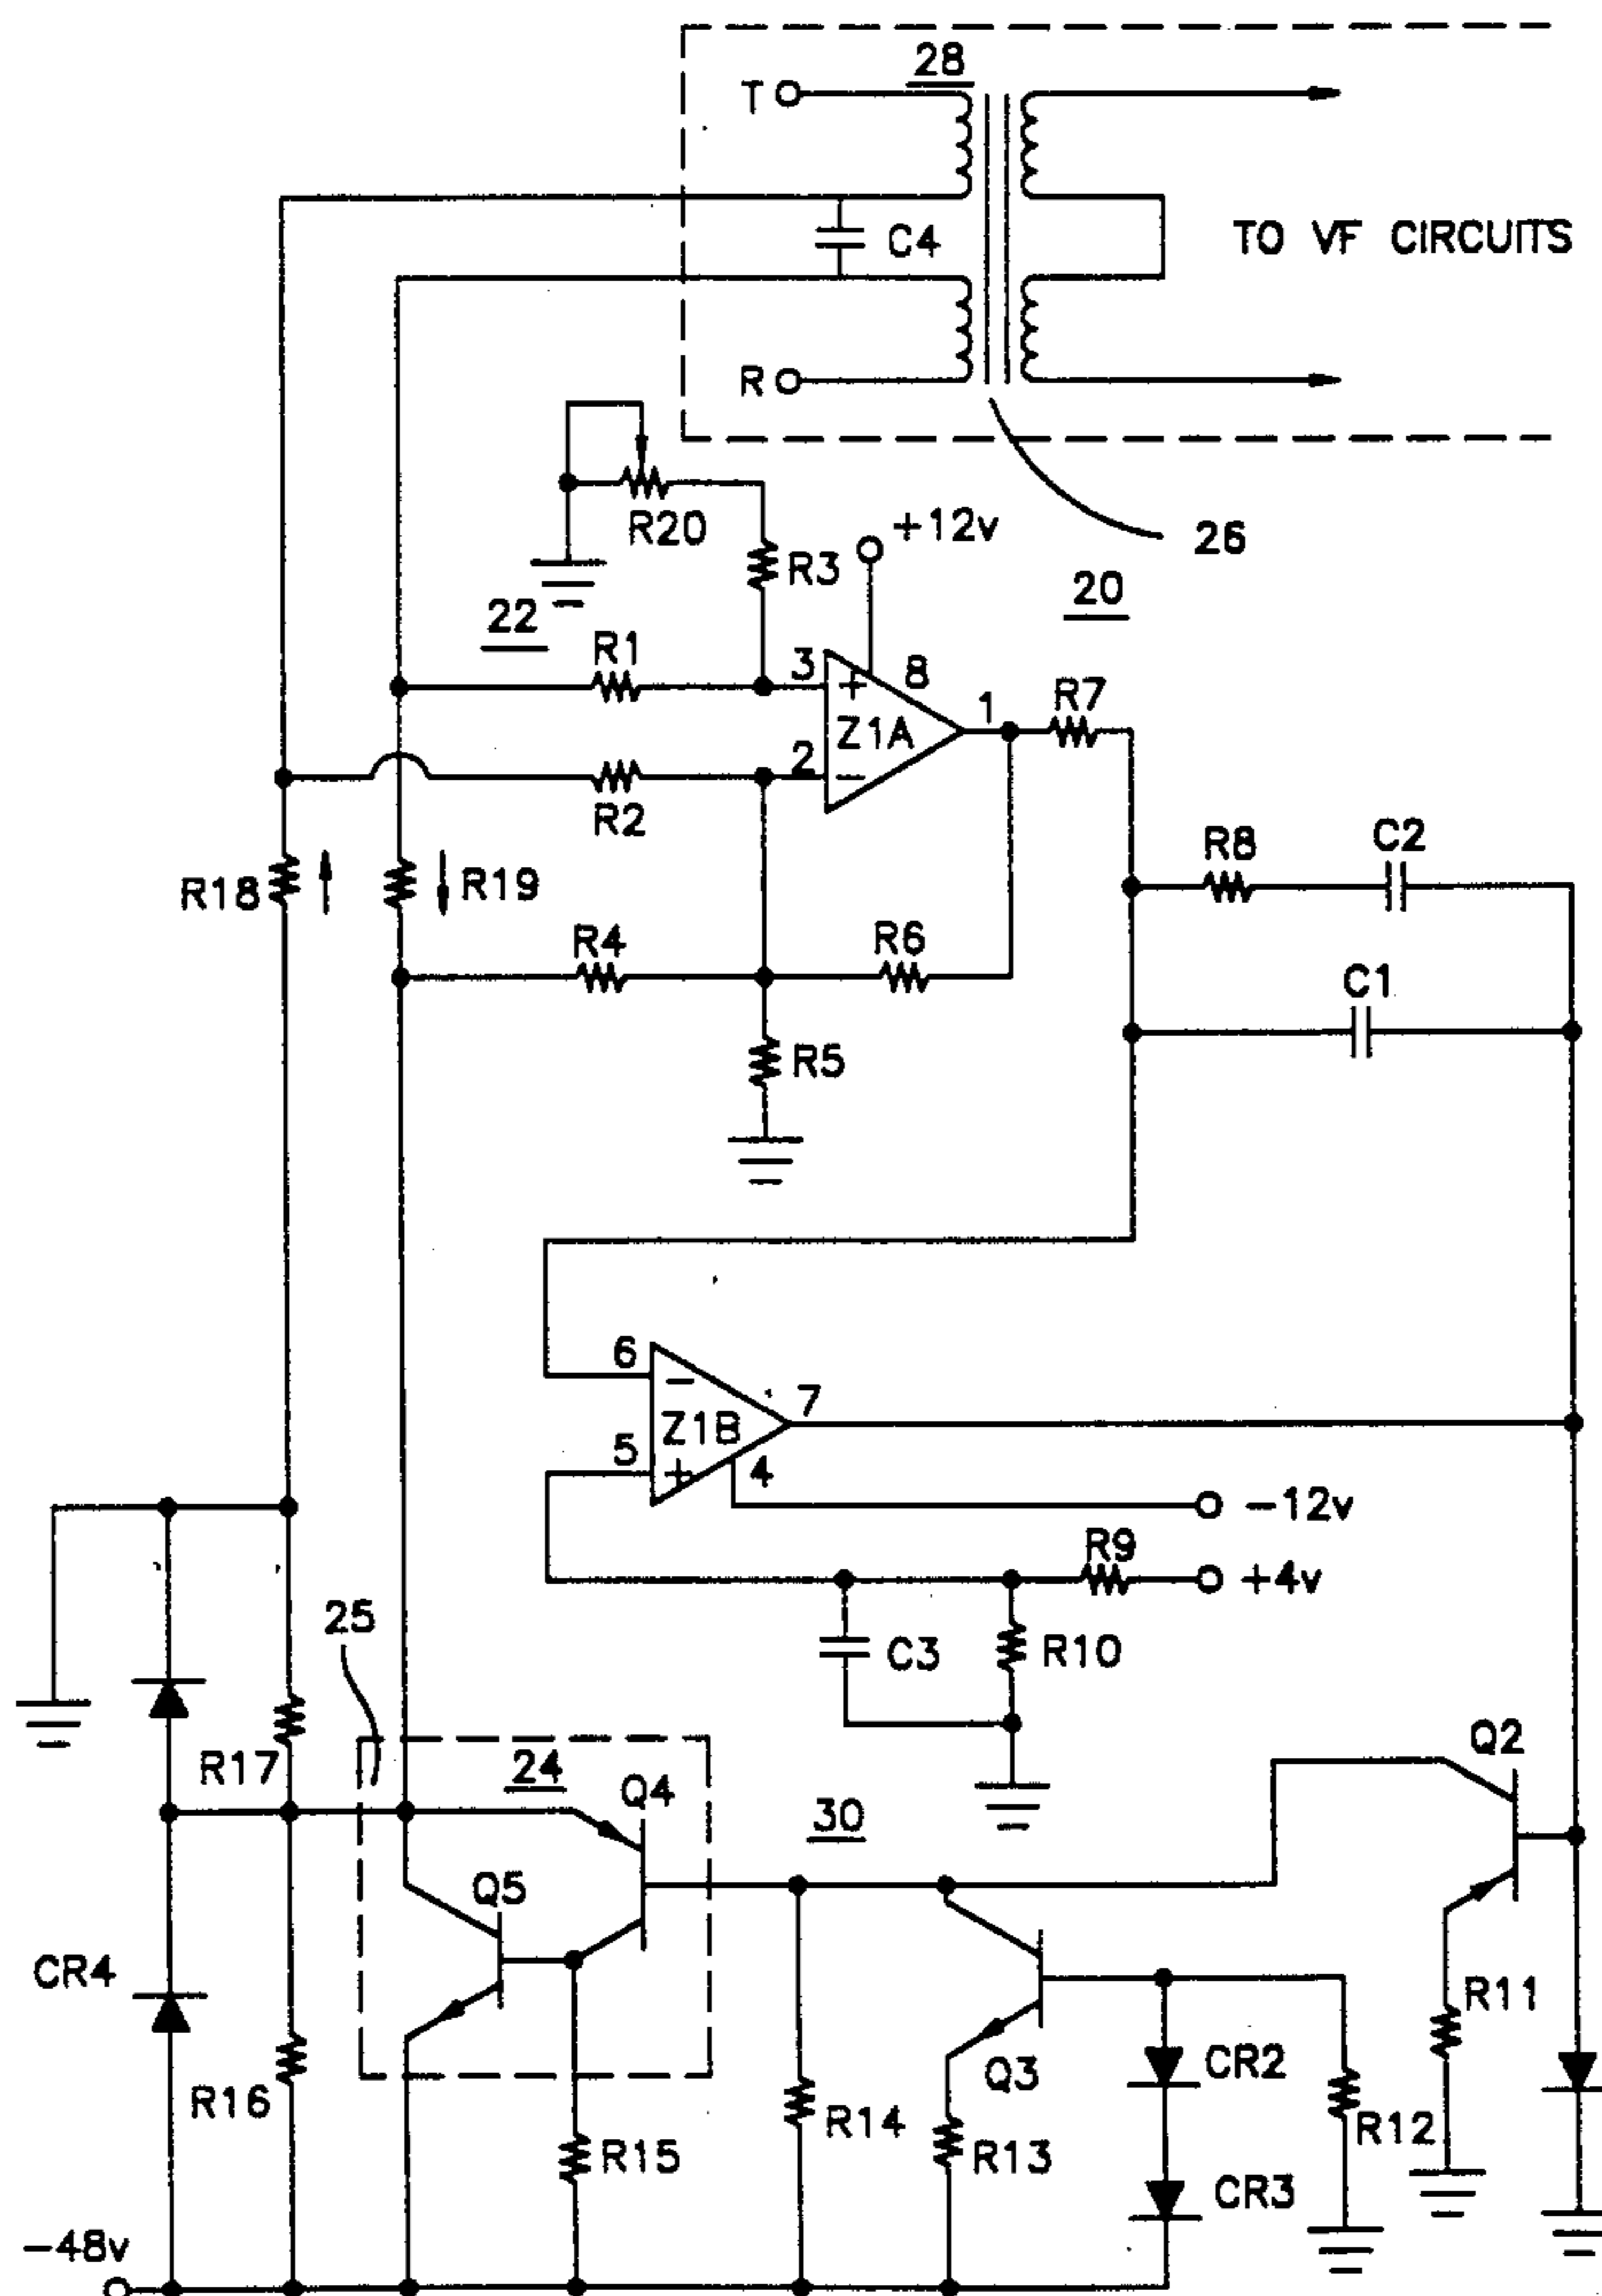 28
T
C4
TO VF CIRCUITS
R
R20
+12v
26
R3
20
22
R1
3
+
8
Z1A
1
R7
2
−
R2
R8
C2
R18
R19
R4
R6
C1
R5
6
−
7
Z1B
5
+
4
−12v
R9
+4v
25
C3
R10
R17
24
Q4
30
Q2
Q5
CR4
R11
R16
Q3
CR2
R14
R12
R15
R13
CR3
−48v